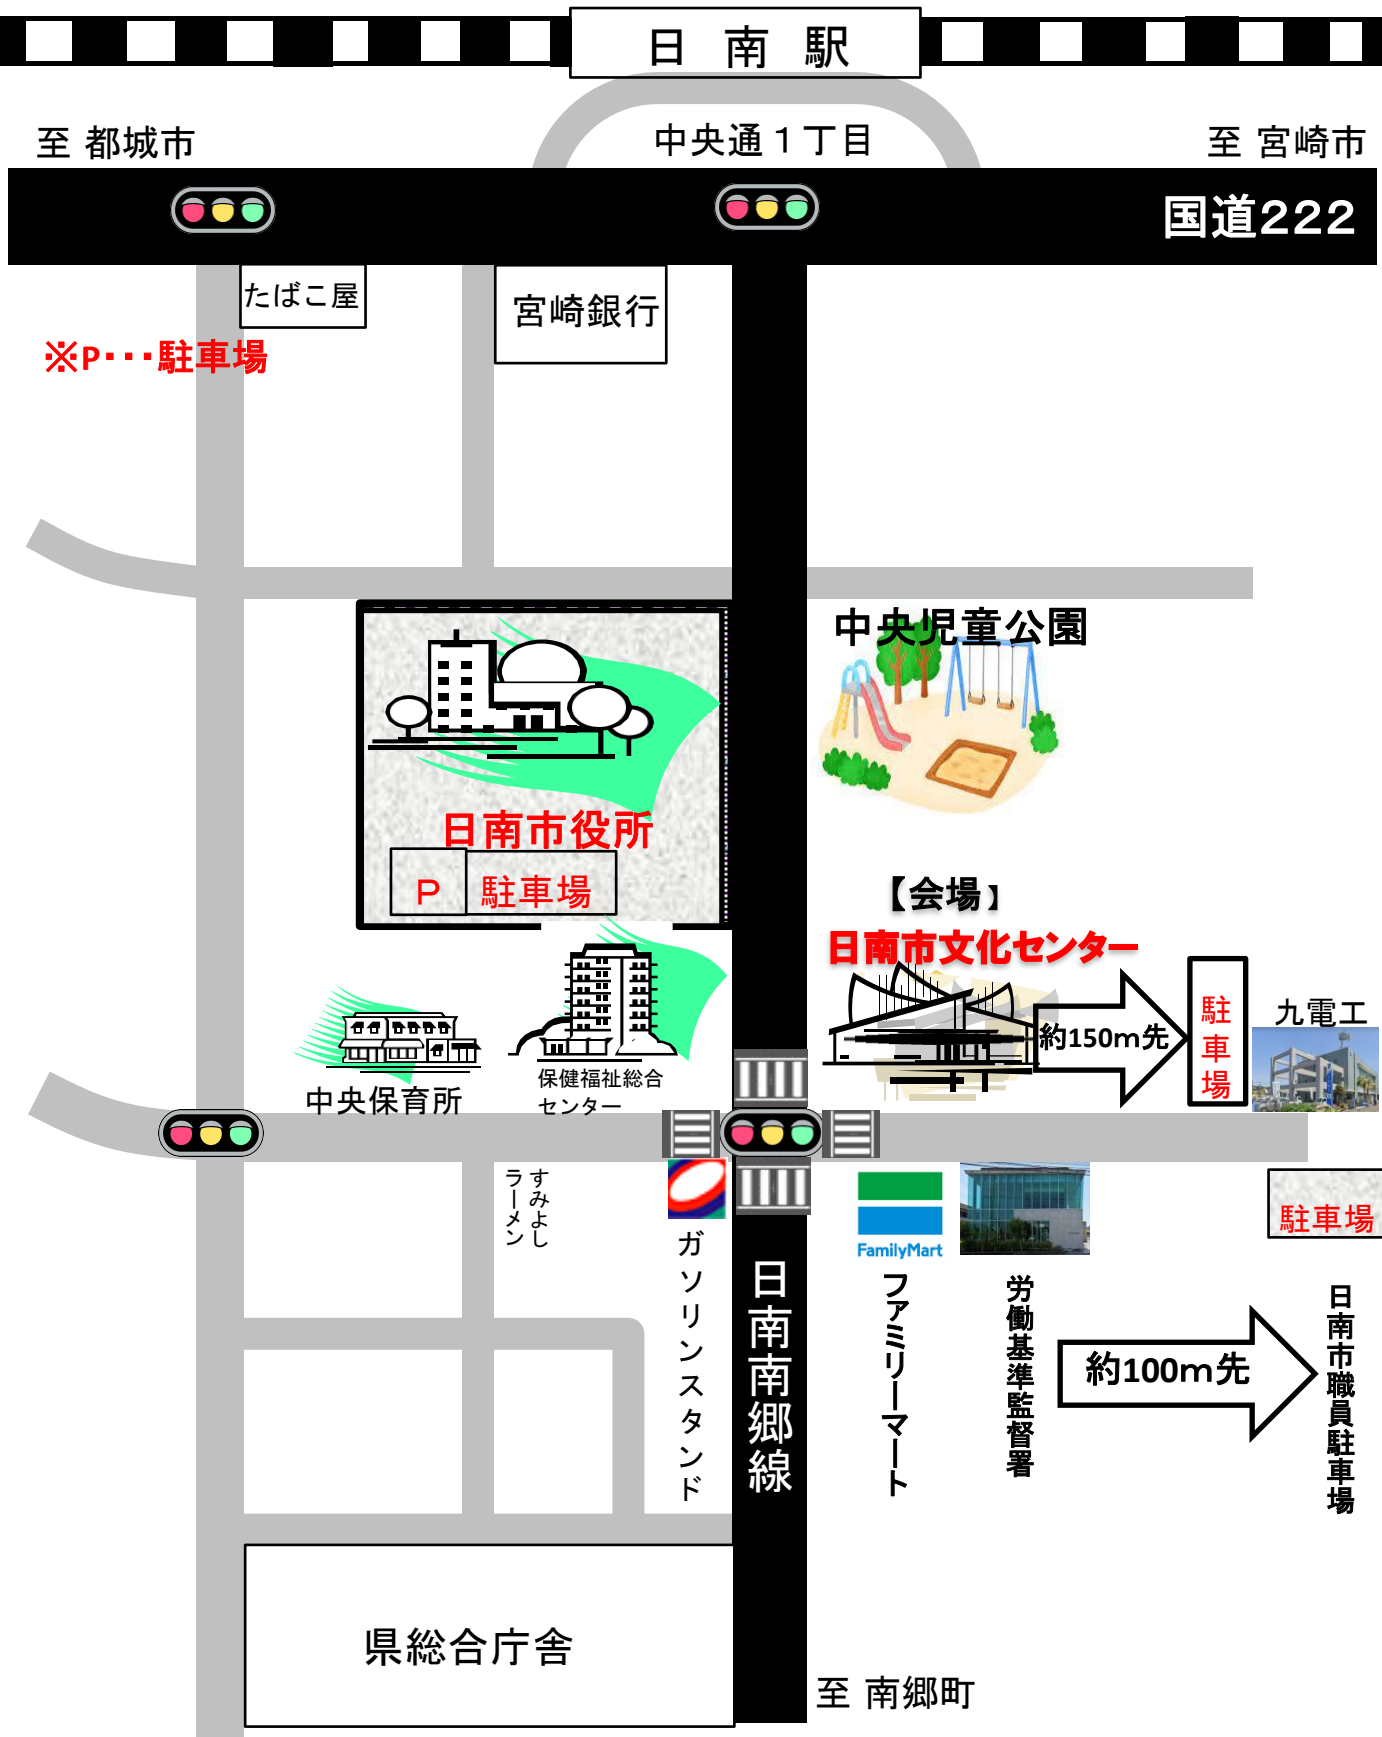 日 南 駅
至 都城市
中央通１丁目
至 宮崎市
国道222
たばこ屋
宮崎銀行
※P・・・駐車場
中央児童公園
日南市役所
P
駐車場
【会場】
日南市文化センター
約150m先
駐車場
九電工
保健福祉総合
センター
中央保育所
すみよし
ラーメン
ガソリンスタンド
日南南郷線
FamilyMart
ファミリーマート
労働基準監督署
約100m先
駐車場
日南市職員駐車場
県総合庁舎
至 南郷町